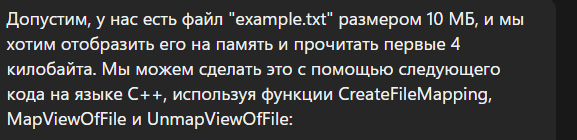 Допустим, у нас есть файл "example.txt" размером 10 МБ, и мы
хотим отобразить его на память и прочитать первые 4
килобайта. Мы можем сделать это с помощью следующего
кода на языке C++, используя функции CreateFileMapping,
MapViewOfFile и UnmapViewOfFile: